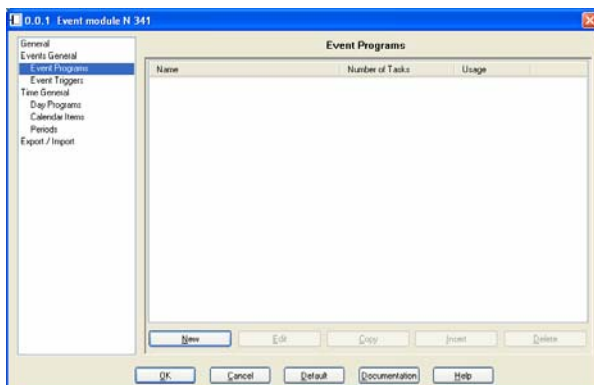 0.0.1 Event module N 341
General
Events General
Event Programs
Event Triggers
Time General
Day Programs
Calendar Items
Periods
Export / Import
Event Programs
Name Number of Tasks Usage
New Edit Copy Insert Delete
OK Cancel Default Documentation Help